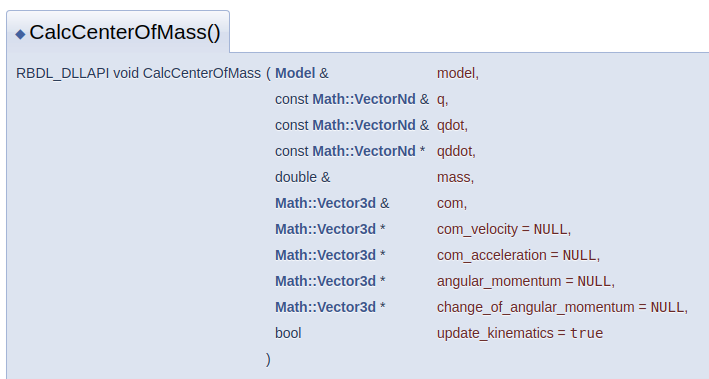 ◆ CalcCenterOfMass()
RBDL_DLLAPI void CalcCenterOfMass ( Model & model,
const Math::VectorNd & q,
const Math::VectorNd & qdot,
const Math::VectorNd * qddot,
double & mass,
Math::Vector3d & com,
Math::Vector3d * com_velocity = NULL,
Math::Vector3d * com_acceleration = NULL,
Math::Vector3d * angular_momentum = NULL,
Math::Vector3d * change_of_angular_momentum = NULL,
bool update_kinematics = true
)